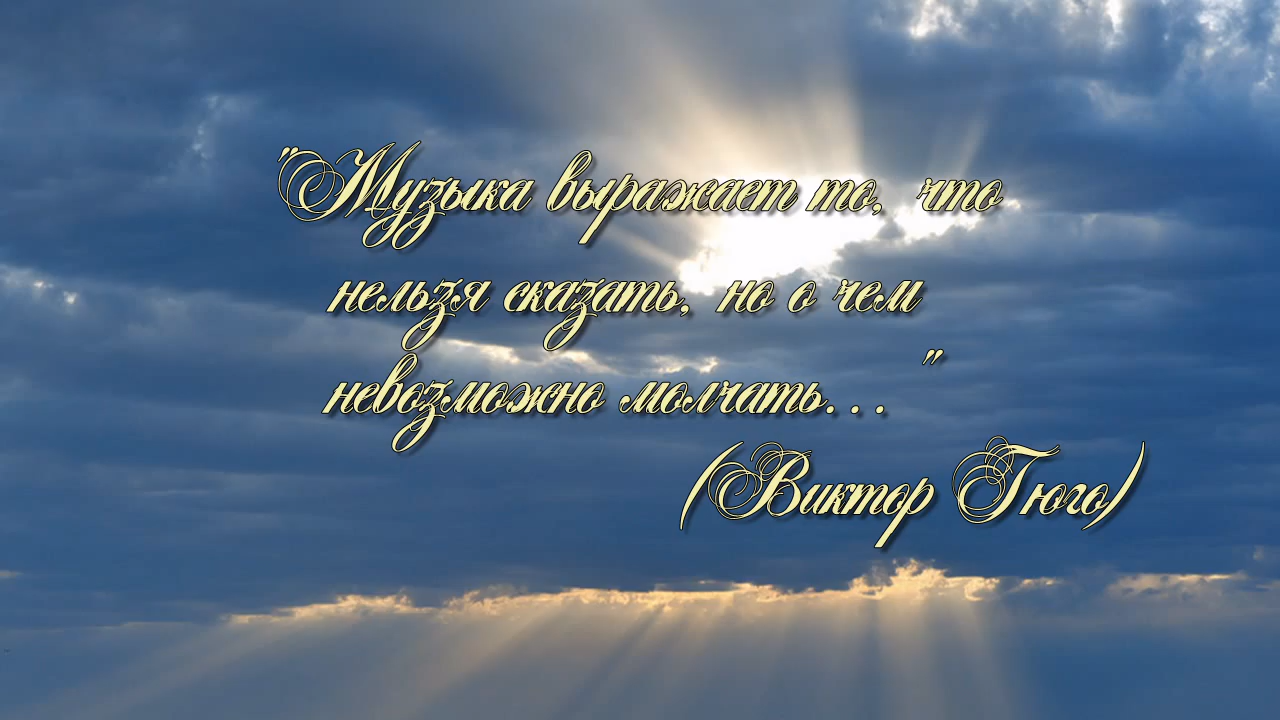 "Музыка выражает то, что
нельзя сказать, но о чем
невозможно молчать... "
(Виктор Гюго)